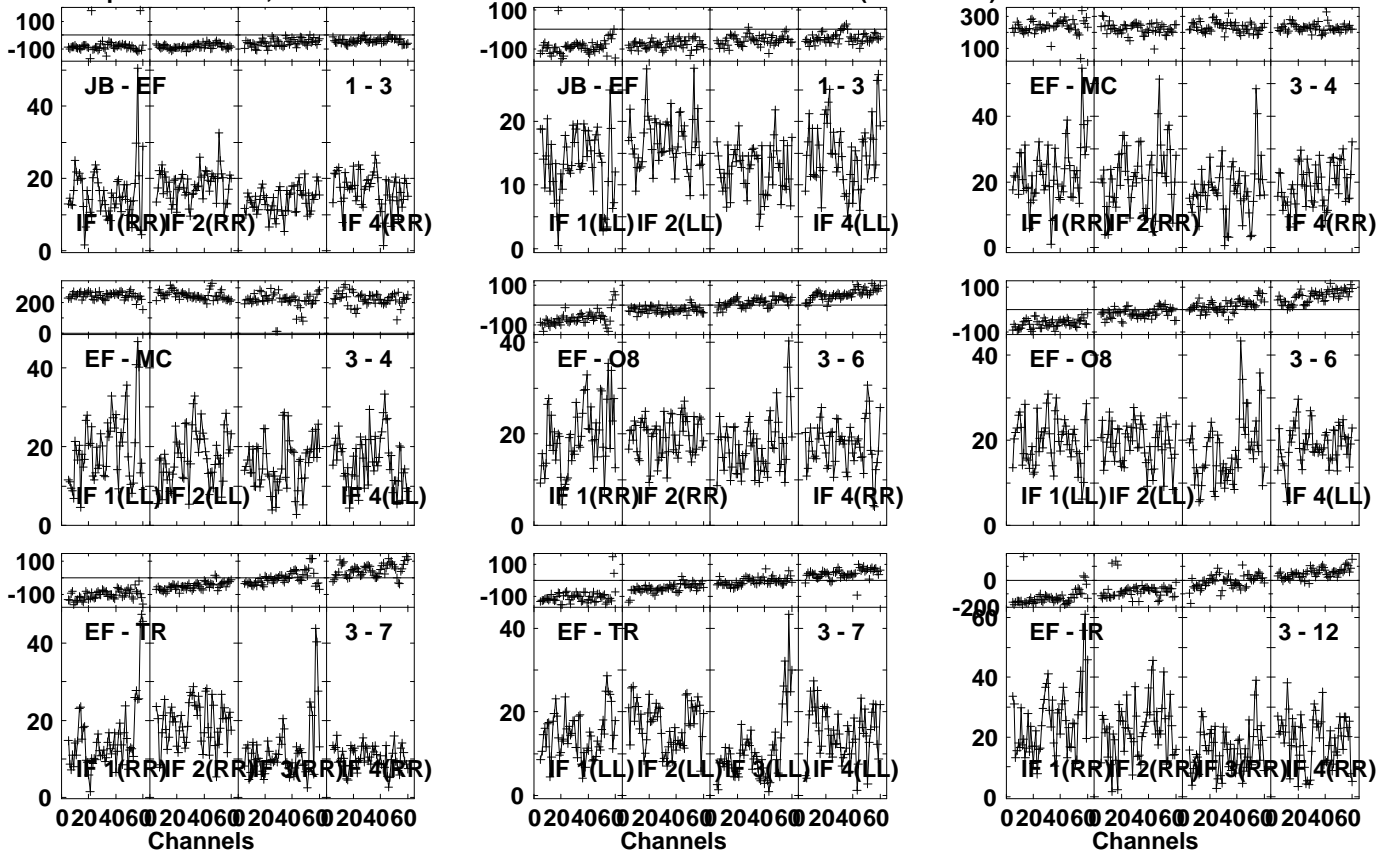 100
-100
JB - EF 1 - 3
40
20
0
IF 1(RR) IF 2(RR) IF 4(RR)
100
-100
JB - EF 1 - 3
20
10
0
IF 1(LL) IF 2(LL) IF 4(LL)
300
100
EF - MC 3 - 4
40
20
0
IF 1(RR) IF 2(RR) IF 4(RR)
200
0
EF - MC 3 - 4
40
20
0
IF 1(LL) IF 2(LL) IF 4(LL)
100
-100
EF - O8 3 - 6
40
20
0
IF 1(RR) IF 2(RR) IF 4(RR)
100
-100
EF - O8 3 - 6
40
20
0
IF 1(LL) IF 2(LL) IF 4(LL)
100
-100
EF - TR 3 - 7
40
20
0
IF 1(RR) IF 2(RR) IF 3(RR) IF 4(RR)
0 20 40 60 0 20 40 60 0 20 40 60 0 20 40 60
Channels
100
-100
EF - TR 3 - 7
40
20
0
IF 1(LL) IF 2(LL) IF 3(LL) IF 4(LL)
0 20 40 60 0 20 40 60 0 20 40 60 0 20 40 60
Channels
0
-200
EF - IR 3 - 12
60
40
20
0
IF 1(RR) IF 2(RR) IF 3(RR) IF 4(RR)
0 20 40 60 0 20 40 60 0 20 40 60 0 20 40 60
Channels